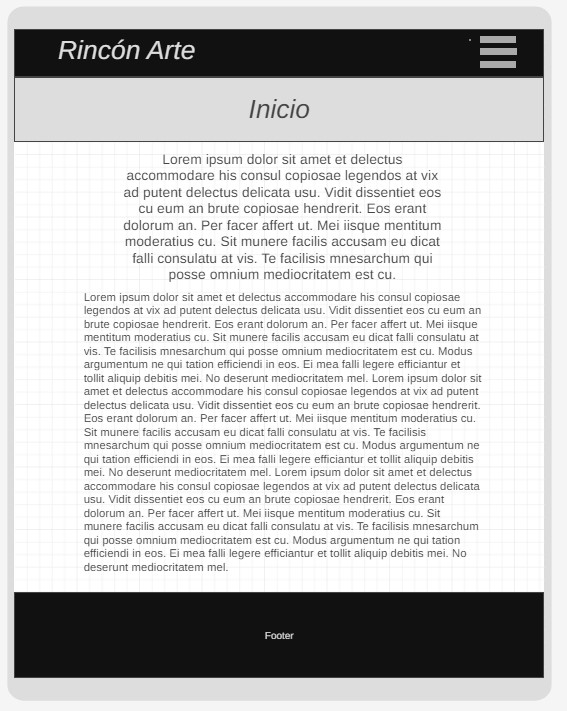 Rincón Arte
Inicio
Lorem ipsum dolor sit amet et delectus
accommodare his consul copiosae legendos at vix
ad putent delectus delicata usu. Vidit dissentiet eos
cu eum an brute copiosae hendrerit. Eos erant
dolorum an. Per facer affert ut. Mei iisque mentitum
moderatius cu. Sit munere facilis accusam eu dicat
falli consulatu at vis. Te facilisis mnesarchum qui
posse omnium mediocritatem est cu.
Lorem ipsum dolor sit amet et delectus accommodare his consul copiosae
legendos at vix ad putent delectus delicata usu. Vidit dissentiet eos cu eum an
brute copiosae hendrerit. Eos erant dolorum an. Per facer affert ut. Mei iisque
mentitum moderatius cu. Sit munere facilis accusam eu dicat falli consulatu at
vis. Te facilisis mnesarchum qui posse omnium mediocritatem est cu. Modus
argumentum ne qui tation efficiendi in eos. Ei mea falli legere efficiantur et
tollit aliquip debitis mei. No deserunt mediocritatem mel. Lorem ipsum dolor sit
amet et delectus accommodare his consul copiosae legendos at vix ad putent
delectus delicata usu. Vidit dissentiet eos cu eum an brute copiosae hendrerit.
Eos erant dolorum an. Per facer affert ut. Mei iisque mentitum moderatius cu.
Sit munere facilis accusam eu dicat falli consulatu at vis. Te facilisis
mnesarchum qui posse omnium mediocritatem est cu. Modus argumentum ne
qui tation efficiendi in eos. Ei mea falli legere efficiantur et tollit aliquip debitis
mei. No deserunt mediocritatem mel. Lorem ipsum dolor sit amet et delectus
accommodare his consul copiosae legendos at vix ad putent delectus delicata
usu. Vidit dissentiet eos cu eum an brute copiosae hendrerit. Eos erant
dolorum an. Per facer affert ut. Mei iisque mentitum moderatius cu. Sit
munere facilis accusam eu dicat falli consulatu at vis. Te facilisis mnesarchum
qui posse omnium mediocritatem est cu. Modus argumentum ne qui tation
efficiendi in eos. Ei mea falli legere efficiantur et tollit aliquip debitis mei. No
deserunt mediocritatem mel.
Footer